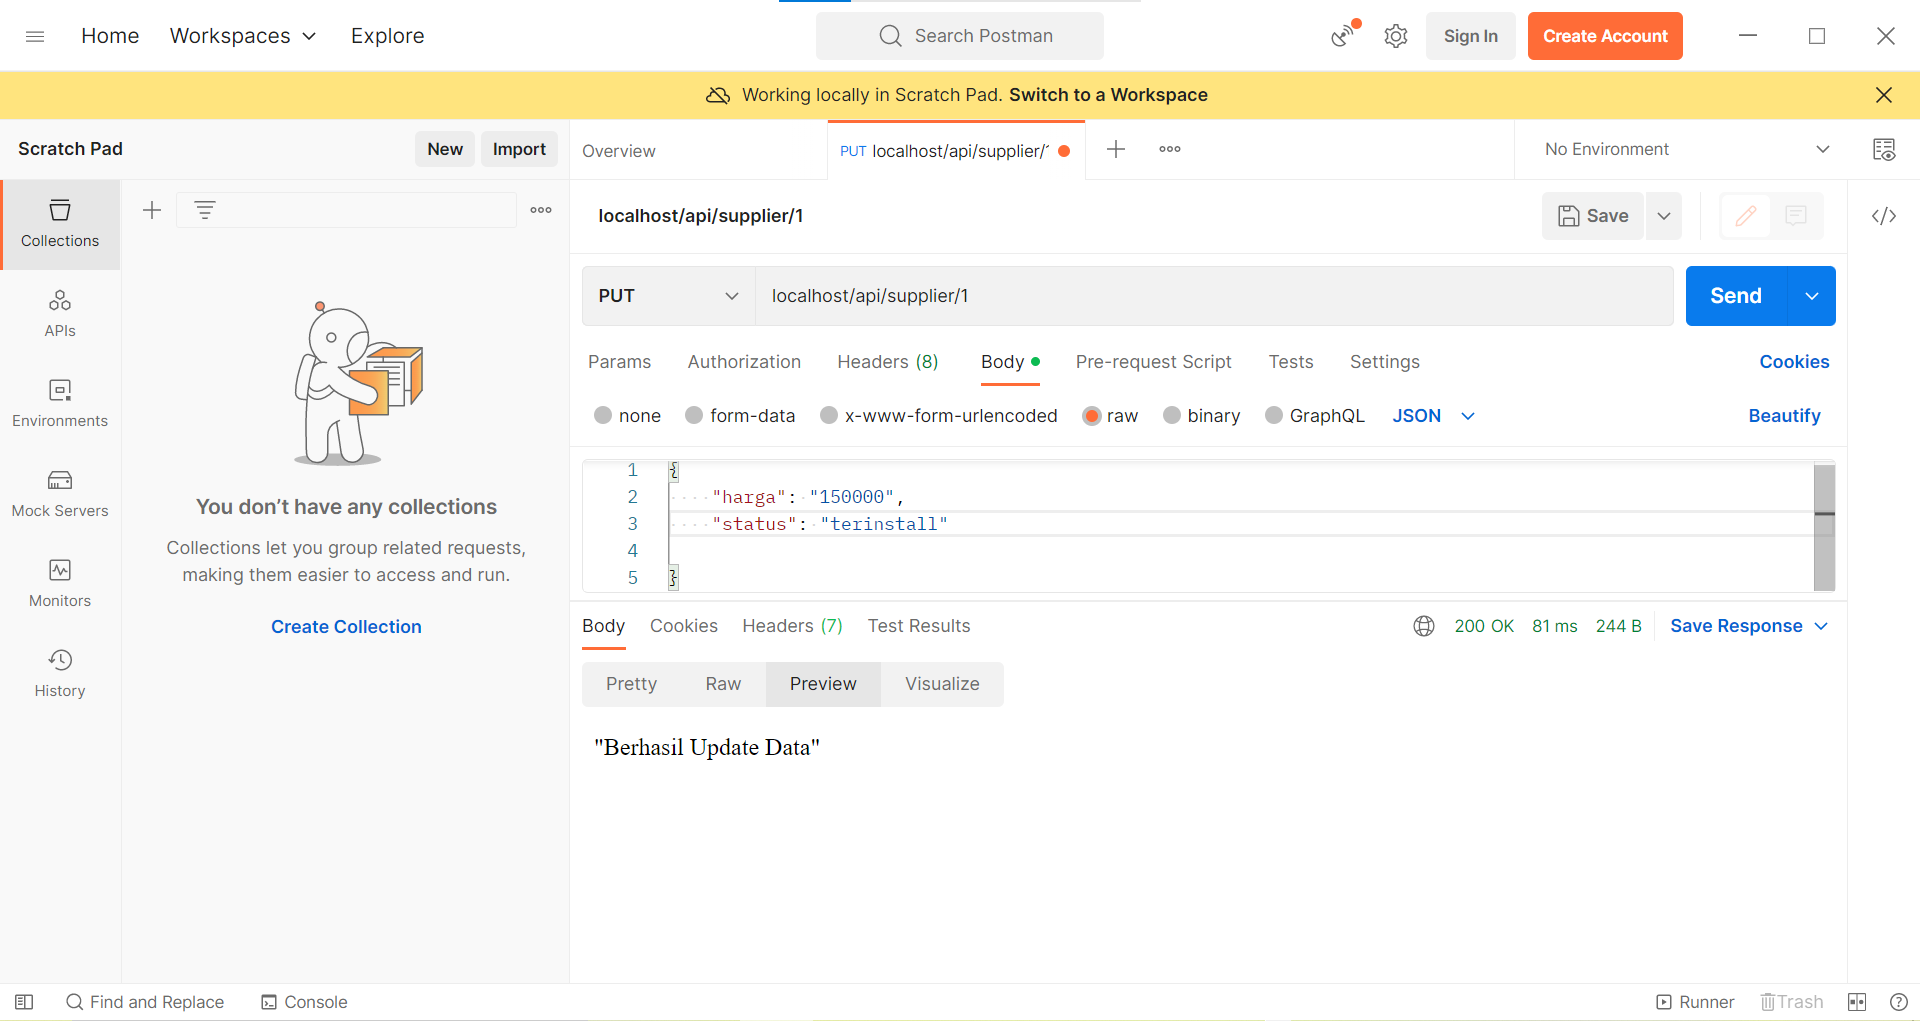 Home Workspaces Explore Search Postman Sign In Create Account
Working locally in Scratch Pad. Switch to a Workspace
Scratch Pad New Import Overview PUT localhost/api/supplier/ No Environment
localhost/api/supplier/1 Save
Collections
PUT localhost/api/supplier/1 Send
APIs
Params Authorization Headers (8) Body Pre-request Script Tests Settings Cookies
none form-data x-www-form-urlencoded raw binary GraphQL JSON Beautify
Environments
1 {
2 "harga": "150000",
3 "status": "terinstall"
4
5 }
Mock Servers
You don't have any collections
Collections let you group related requests,
making them easier to access and run.
Create Collection
Monitors
History
Body Cookies Headers (7) Test Results 200 OK 81 ms 244 B Save Response
Pretty Raw Preview Visualize
"Berhasil Update Data"
Find and Replace Console Runner Trash